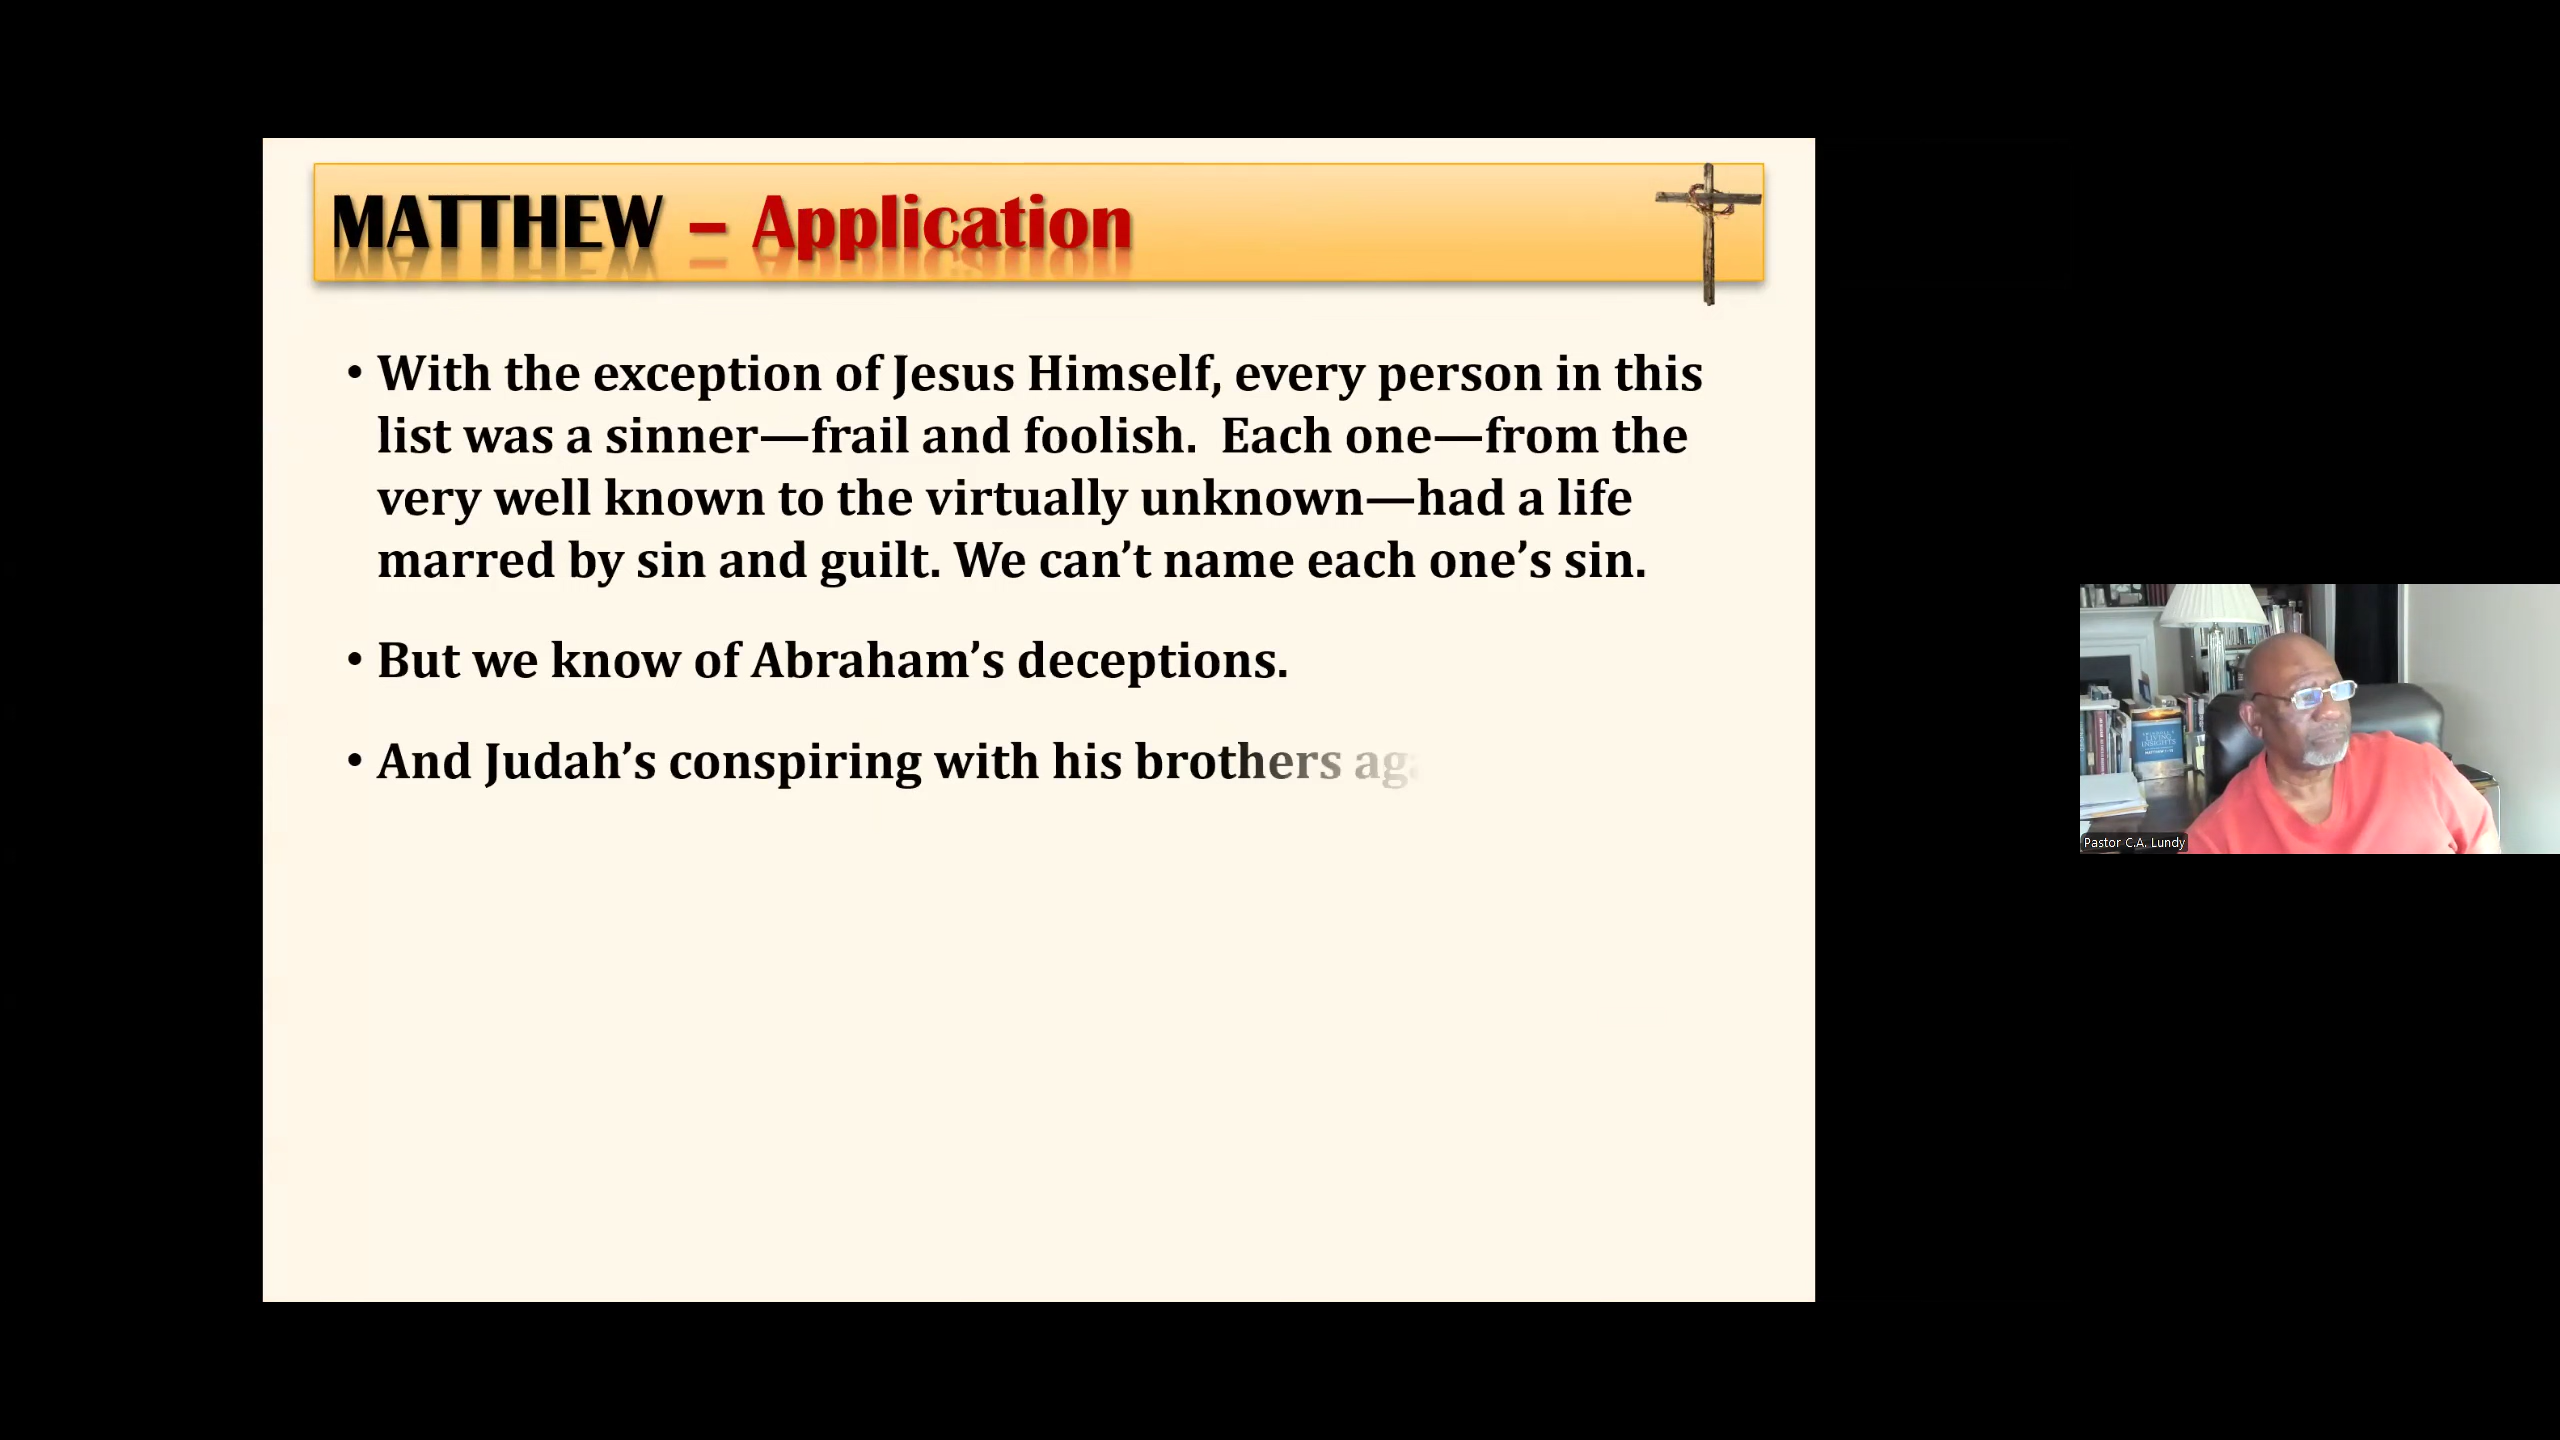 MATTHEW – Application
• With the exception of Jesus Himself, every person in this
list was a sinner—frail and foolish.  Each one—from the
very well known to the virtually unknown—had a life
marred by sin and guilt. We can’t name each one’s sin.
• But we know of Abraham’s deceptions.
• And Judah’s conspiring with his brothers
LIVING
INSIGHTS
Pastor C.A. Lundy